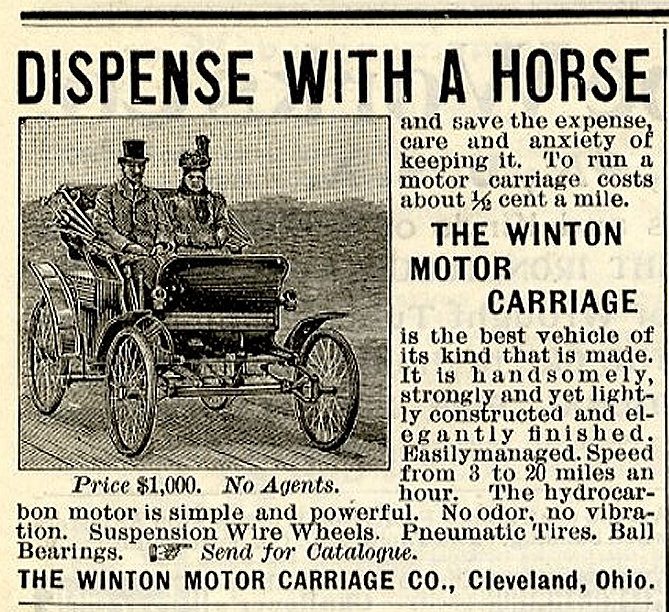 DISPENSE WITH A HORSE
and save the expense,
care and anxiety of
keeping it. To run a
motor carriage costs
about ½ cent a mile.
THE WINTON
MOTOR
CARRIAGE
is the best vehicle of
its kind that is made.
It is handsomely,
strongly and yet light-
ly constructed and el-
egantly finished.
Easily managed. Speed
from 3 to 20 miles an
hour. The hydrocar-
Price $1,000. No Agents.
bon motor is simple and powerful. No odor, no vibra-
tion. Suspension Wire Wheels. Pneumatic Tires. Ball
Bearings. ☞ Send for Catalogue.
THE WINTON MOTOR CARRIAGE CO., Cleveland, Ohio.